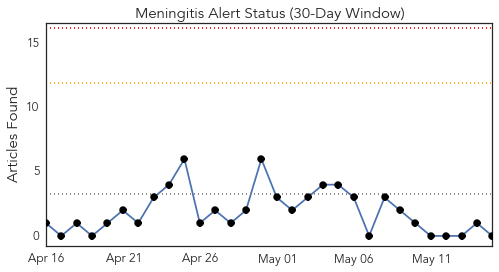 Meningitis Alert Status (30-Day Window)
Articles Found
15
10
5
0
Apr 16
Apr 21
Apr 26
May 01
May 06
May 11